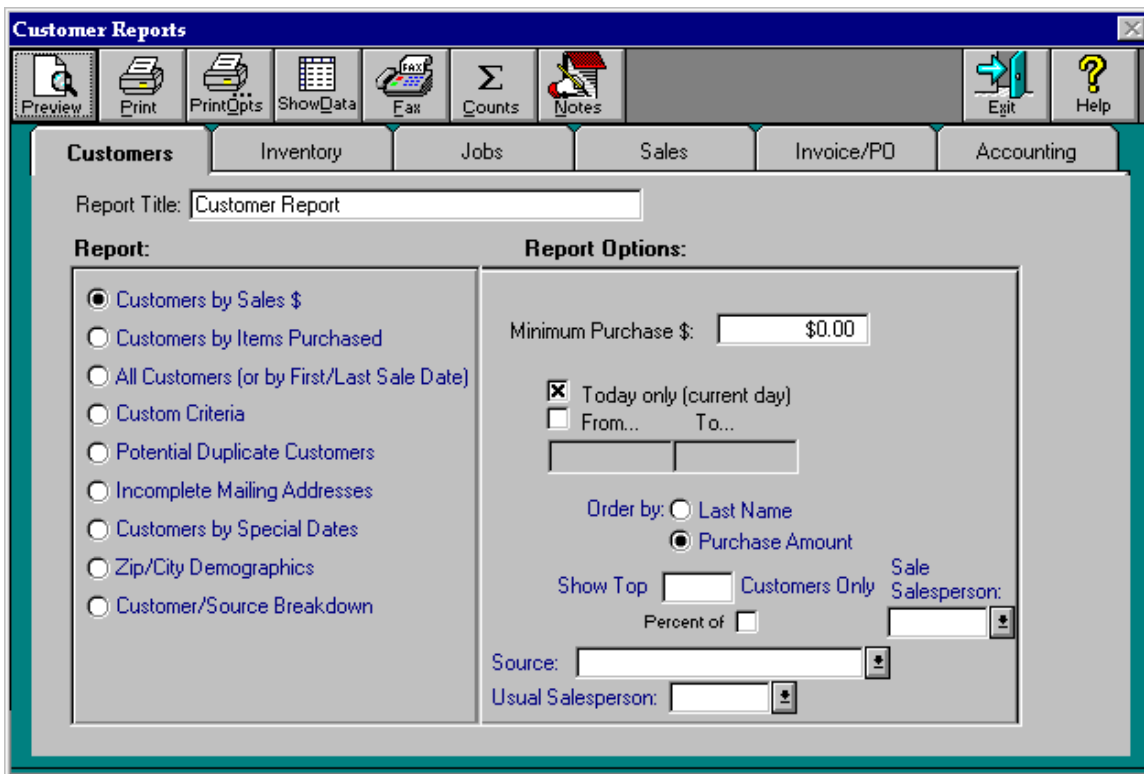 Customer Reports
Preview Print PrintOpts ShowData Fax Counts Notes Exit Help
FAX
Σ
Customers Inventory Jobs Sales Invoice/PO Accounting
Report Title: Customer Report
Report:
Customers by Sales $
Customers by Items Purchased
All Customers (or by First/Last Sale Date)
Custom Criteria
Potential Duplicate Customers
Incomplete Mailing Addresses
Customers by Special Dates
Zip/City Demographics
Customer/Source Breakdown
Report Options:
Minimum Purchase $: $0.00
Today only (current day)
From... To...
Order by: Last Name
Purchase Amount
Show Top Customers Only
Percent of
Sale
Salesperson:
Source:
Usual Salesperson: